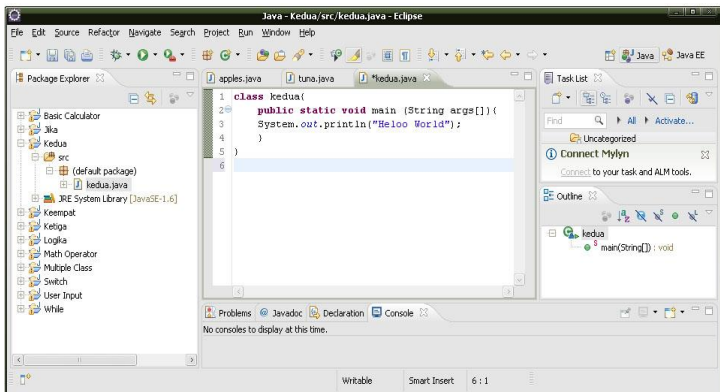 Java - Kedua/src/kedua.java - Eclipse
File Edit Source Refactor Navigate Search Project Run Window Help
Java Java EE
Package Explorer
Basic Calculator
Jika
Kedua
src
(default package)
kedua.java
JRE System Library [JavaSE-1.6]
Keempat
Ketiga
Logika
Math Operator
Multiple Class
Switch
User Input
While
apples.java tuna.java *kedua.java
1 class kedua{
2 public static void main (String args[]){
3 System.out.println("Heloo World");
4 }
5 }
6
Task List
Find All Activate...
Uncategorized
Connect Mylyn
Connect to your task and ALM tools.
Outline
kedua
main(String[]) : void
Problems Javadoc Declaration Console
No consoles to display at this time.
Writable Smart Insert 6 : 1